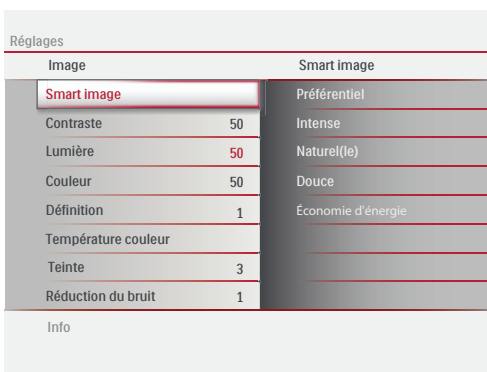 Réglages
Image
Smart image
Smart image
Préférentiel
Contraste 50
Intense
Lumière 50
Naturel(le)
Couleur 50
Douce
Définition 1
Économie d'énergie
Température couleur
Teinte 3
Réduction du bruit 1
Info